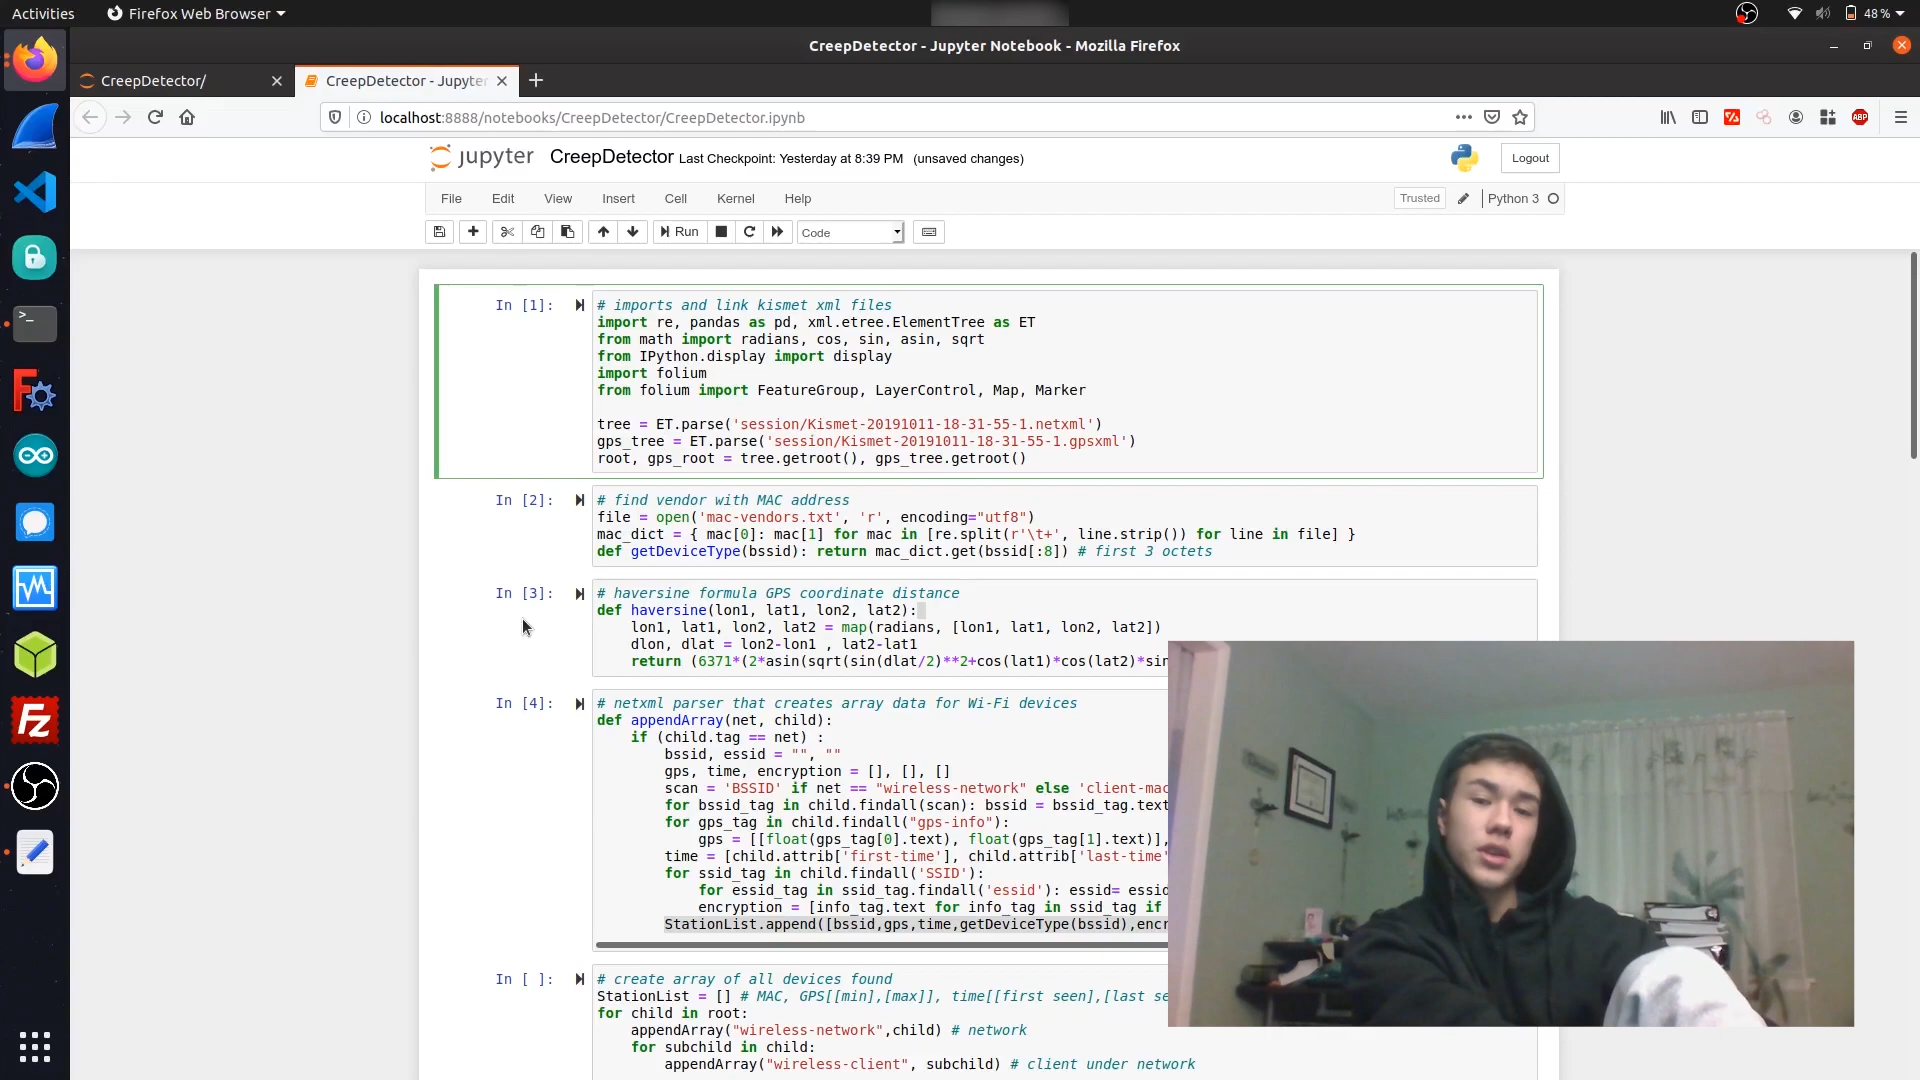 Activities
Firefox Web Browser
48 %
CreepDetector - Jupyter Notebook - Mozilla Firefox
CreepDetector/
CreepDetector - Jupyter
localhost:8888/notebooks/CreepDetector/CreepDetector.ipynb
ABP
jupyter CreepDetector Last Checkpoint: Yesterday at 8:39 PM (unsaved changes)
Logout
File Edit View Insert Cell Kernel Help
Trusted Python 3
Run Code
In [1]:
# imports and link kismet xml files
import re, pandas as pd, xml.etree.ElementTree as ET
from math import radians, cos, sin, asin, sqrt
from IPython.display import display
import folium
from folium import FeatureGroup, LayerControl, Map, Marker
tree = ET.parse('session/Kismet-20191011-18-31-55-1.netxml')
gps_tree = ET.parse('session/Kismet-20191011-18-31-55-1.gpsxml')
root, gps_root = tree.getroot(), gps_tree.getroot()
In [2]:
# find vendor with MAC address
file = open('mac-vendors.txt', 'r', encoding="utf8")
mac_dict = { mac[0]: mac[1] for mac in [re.split(r'\t+', line.strip()) for line in file] }
def getDeviceType(bssid): return mac_dict.get(bssid[:8]) # first 3 octets
In [3]:
# haversine formula GPS coordinate distance
def haversine(lon1, lat1, lon2, lat2):
lon1, lat1, lon2, lat2 = map(radians, [lon1, lat1, lon2, lat2])
dlon, dlat = lon2-lon1 , lat2-lat1
return (6371*(2*asin(sqrt(sin(dlat/2)**2+cos(lat1)*cos(lat2)*sin
In [4]:
# netxml parser that creates array data for Wi-Fi devices
def appendArray(net, child):
if (child.tag == net) :
bssid, essid = "", ""
gps, time, encryption = [], [], []
scan = 'BSSID' if net == "wireless-network" else 'client-mac
for bssid_tag in child.findall(scan): bssid = bssid_tag.text
for gps_tag in child.findall("gps-info"):
gps = [[float(gps_tag[0].text), float(gps_tag[1].text)],
time = [child.attrib['first-time'], child.attrib['last-time'
for ssid_tag in child.findall('SSID'):
for essid_tag in ssid_tag.findall('essid'): essid= essid
encryption = [info_tag.text for info_tag in ssid_tag if
StationList.append([bssid,gps,time,getDeviceType(bssid),encr
In [ ]:
# create array of all devices found
StationList = [] # MAC, GPS[[min],[max]], time[[first seen],[last se
for child in root:
appendArray("wireless-network",child) # network
for subchild in child:
appendArray("wireless-client", subchild) # client under network